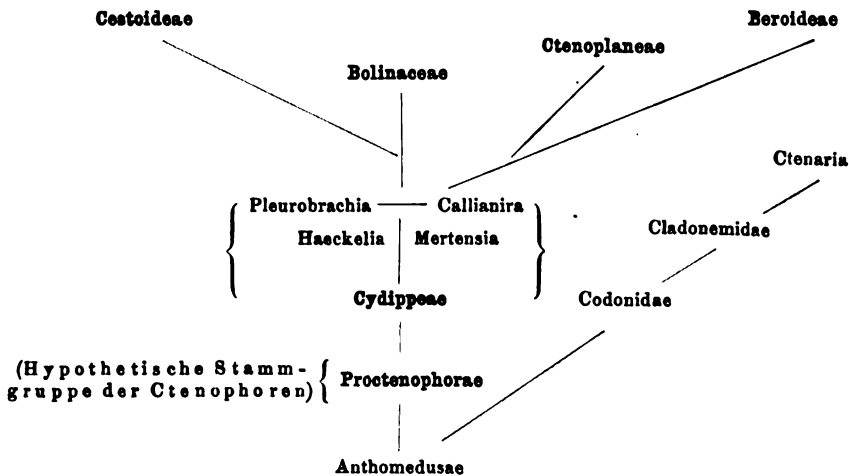 Cestoideae
Beroideae
Ctenoplaneae
Bolinaceae
Ctenaria
Pleurobrachia
Callianira
Haeckelia
Mertensia
Cladonemidae
Cydippeae
Codonidae
(Hypothetische Stamm-
gruppe der Ctenophoren)
Proctenophorae
Anthomedusae